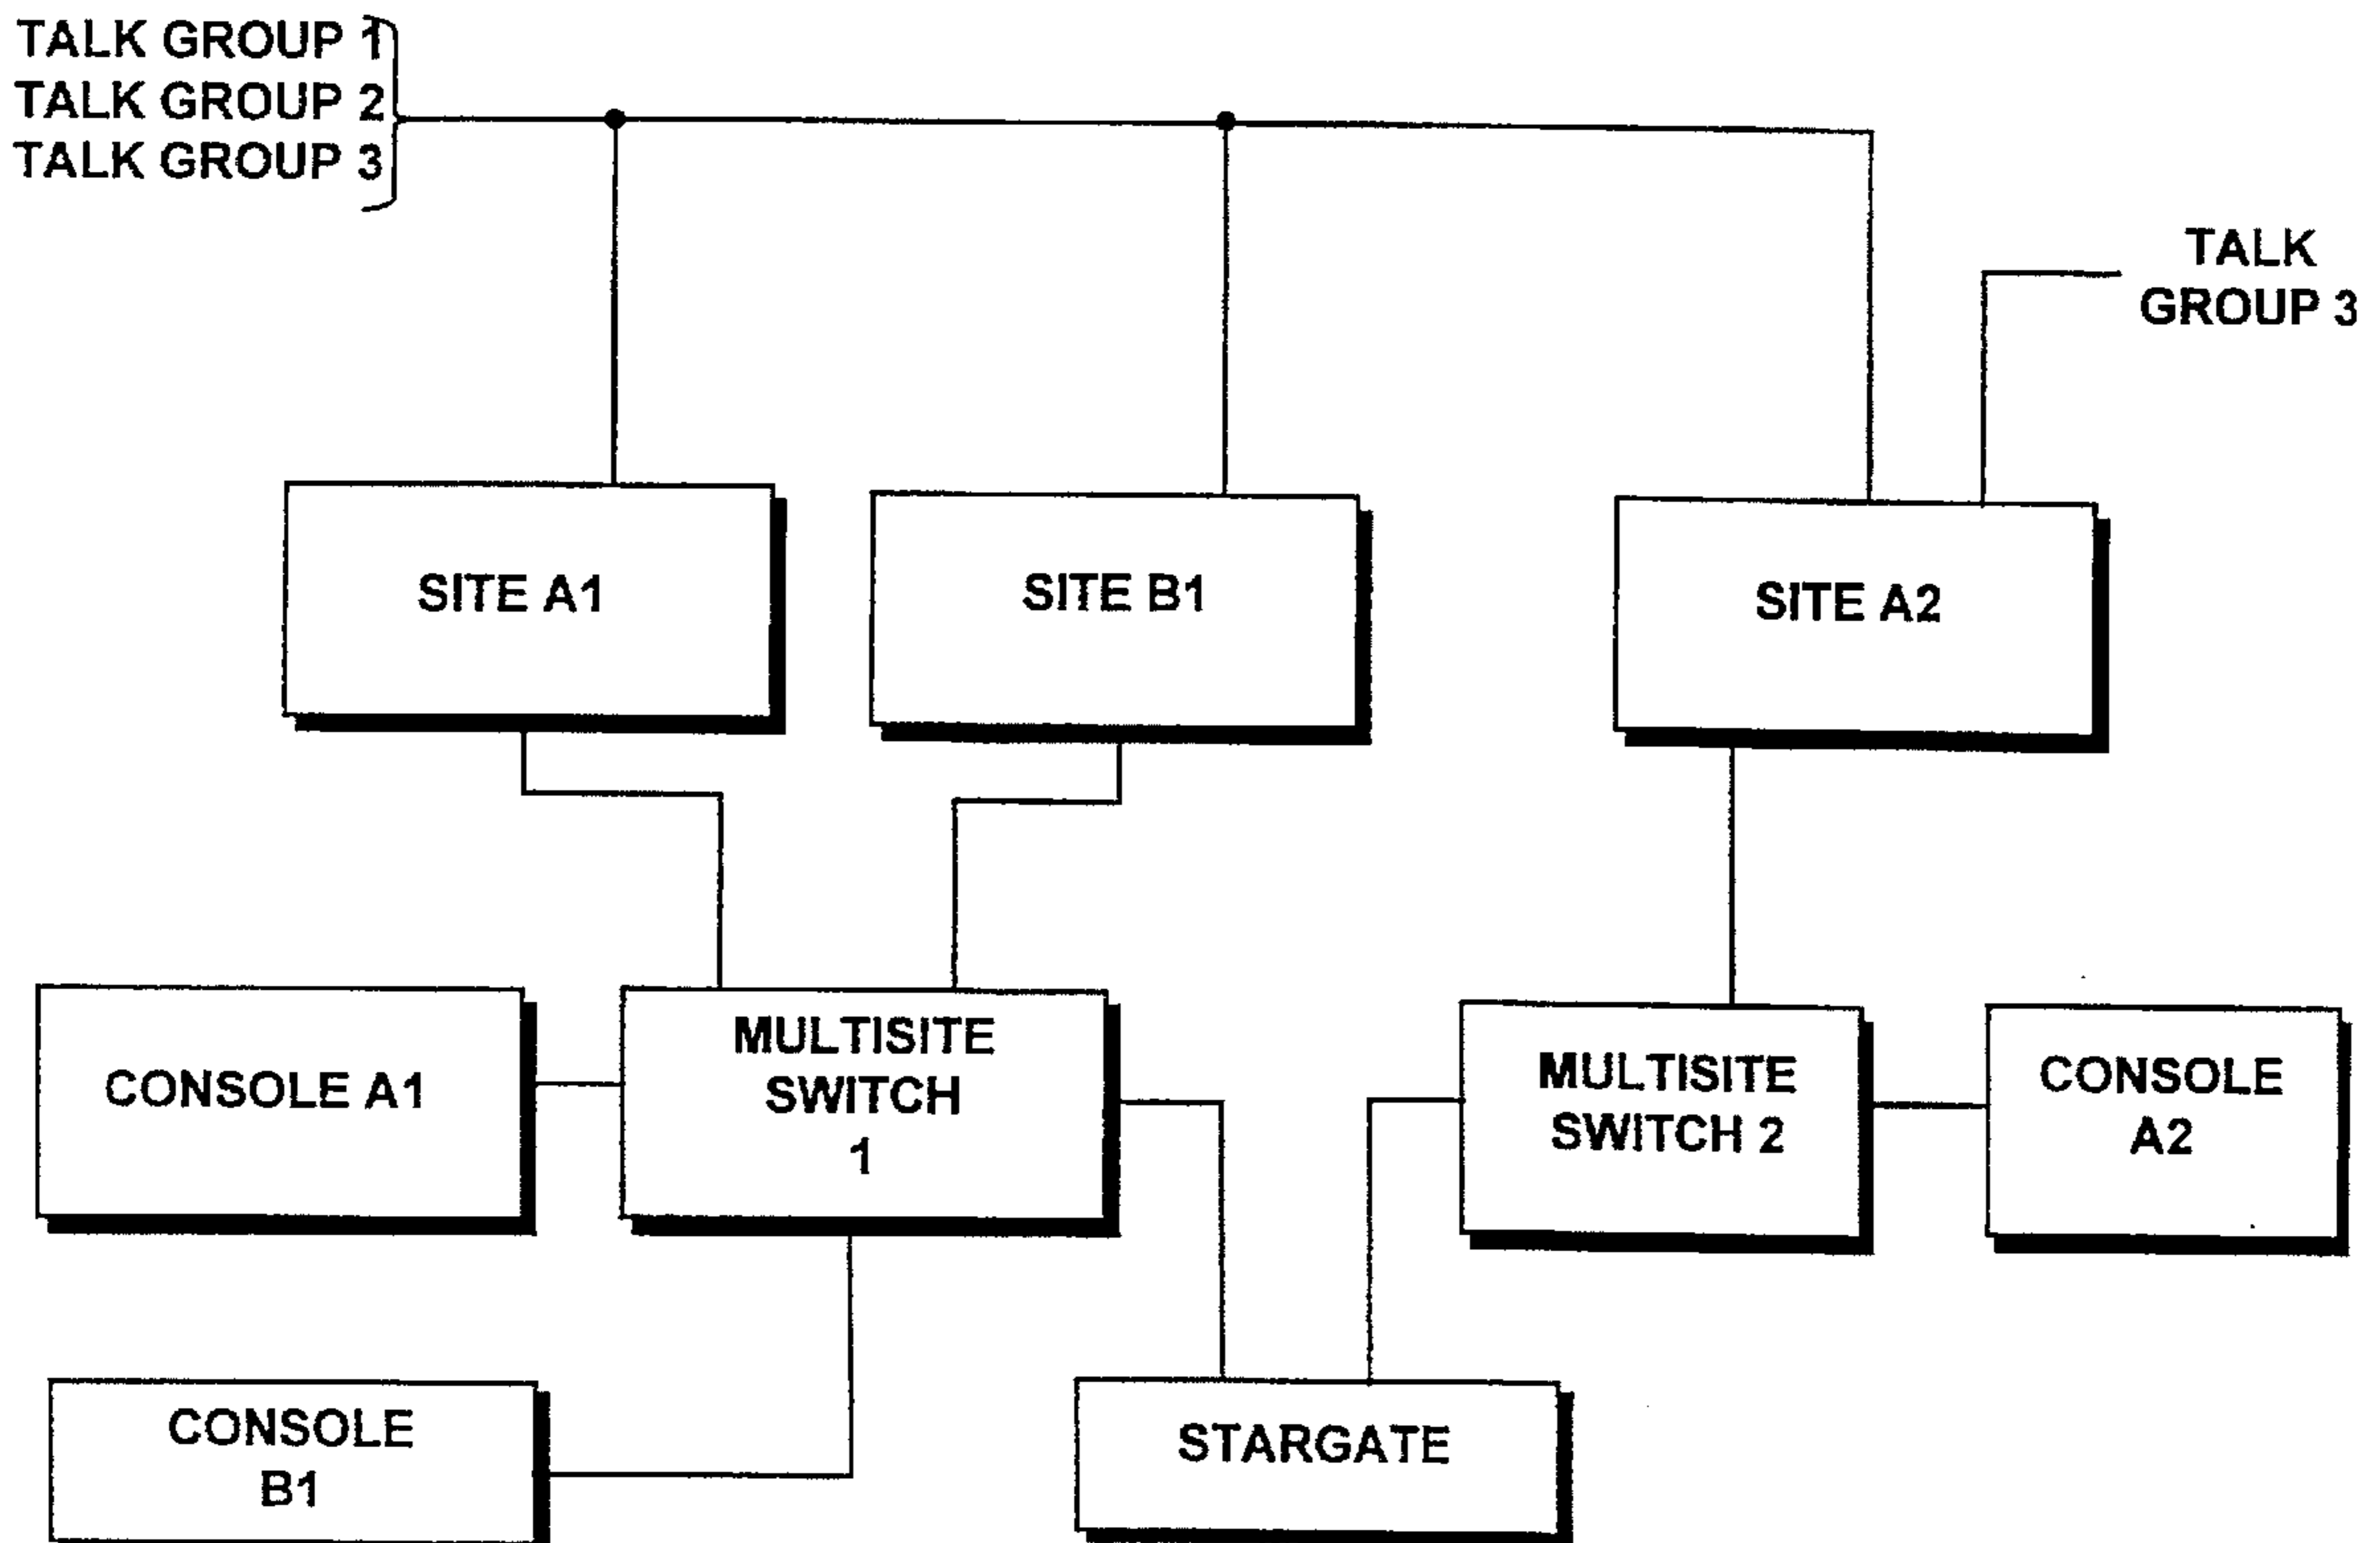 TALK GROUP 1
TALK GROUP 2
TALK GROUP 3
TALK
GROUP 3
SITE A1
SITE B1
SITE A2
CONSOLE A1
MULTISITE
SWITCH
1
MULTISITE
SWITCH 2
CONSOLE
A2
CONSOLE
B1
STARGATE